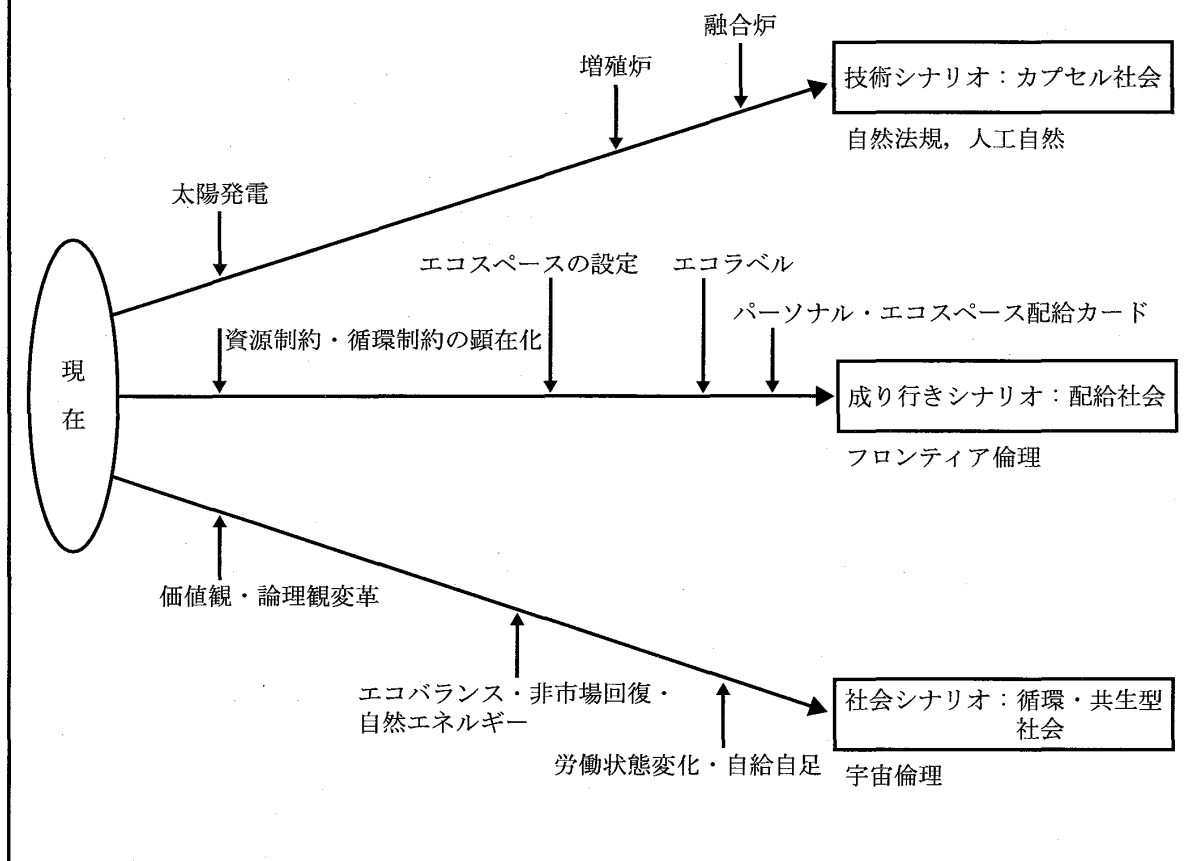 融合炉
増殖炉
技術シナリオ：カプセル社会
自然法規，人工自然
太陽発電
エコスペースの設定
エコラベル
パーソナル・エコスペース配給カード
資源制約・循環制約の顕在化
現
在
成り行きシナリオ：配給社会
フロンティア倫理
価値観・論理観変革
エコバランス・非市場回復・
自然エネルギー
社会シナリオ：循環・共生型
社会
労働状態変化・自給自足
宇宙倫理